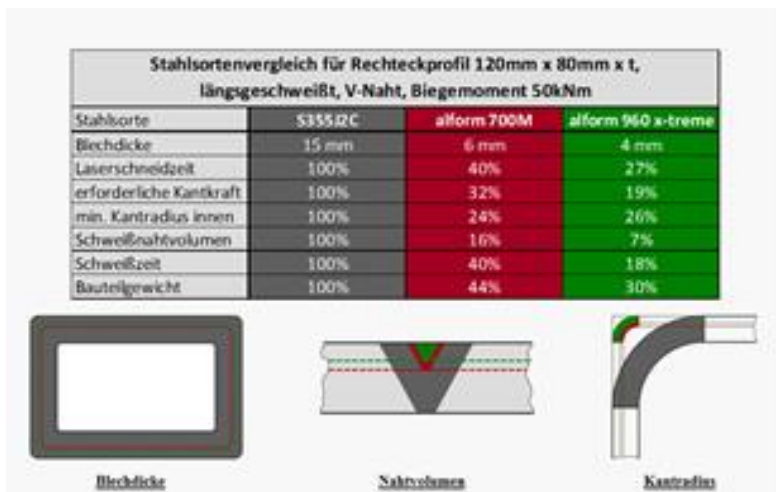 Stahlsortenvergleich für Rechteckprofil 120mm x 80mm x t,
längsgeschweißt, V-Naht, Biegemoment 50kNm
Stahlsorte S355J2C alform 700M alform 960 x-treme
Blechdicke 15 mm 6 mm 4 mm
Laserschneidzeit 100% 40% 27%
erforderliche Kantkraft 100% 32% 19%
min. Kantradius innen 100% 24% 26%
Schweißnahtvolumen 100% 16% 7%
Schweißzeit 100% 40% 18%
Bauteilgewicht 100% 44% 30%
Blechdicke Nahtvolumen Kantradius